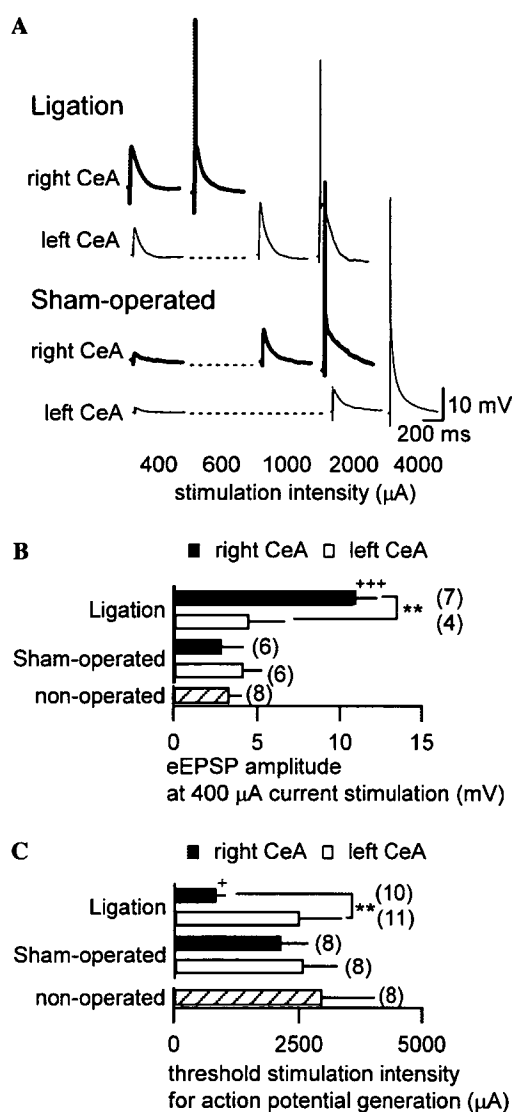 A
Ligation
right CeA
left CeA
Sham-operated
right CeA
left CeA
10 mV
200 ms
400 600 1000 2000 4000
stimulation intensity (μA)
B
■ right CeA □ left CeA
+++
Ligation
(7)
**
(4)
Sham-operated
(6)
(6)
non-operated
(8)
0 5 10 15
eEPSP amplitude
at 400 μA current stimulation (mV)
C
■ right CeA □ left CeA
+
Ligation
(10)
**
(11)
Sham-operated
(8)
(8)
non-operated
(8)
0 2500 5000
threshold stimulation intensity
for action potential generation (μA)